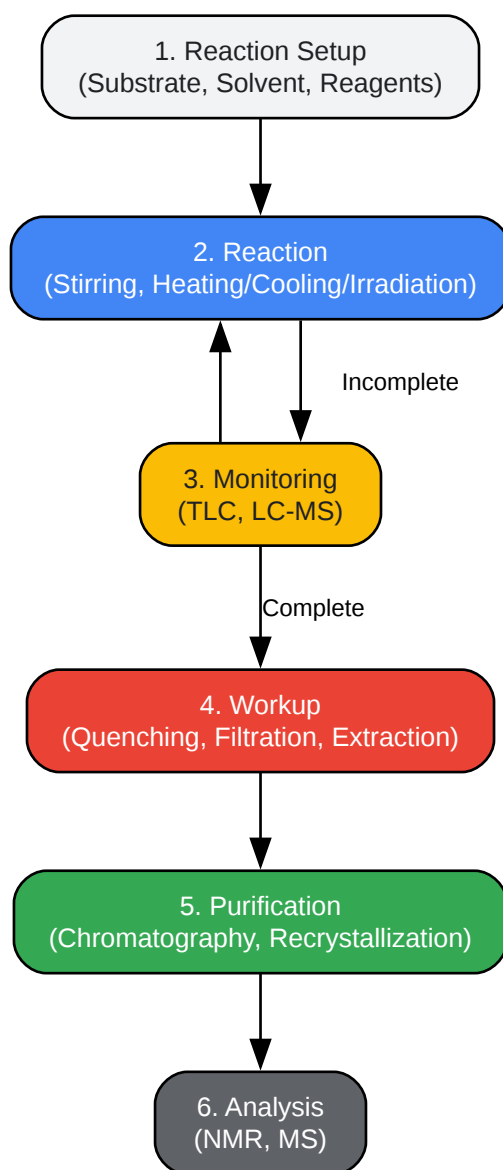 1. Reaction Setup
(Substrate, Solvent, Reagents)
2. Reaction
(Stirring, Heating/Cooling/Irradiation)
Incomplete
3. Monitoring
(TLC, LC-MS)
Complete
4. Workup
(Quenching, Filtration, Extraction)
5. Purification
(Chromatography, Recrystallization)
6. Analysis
(NMR, MS)